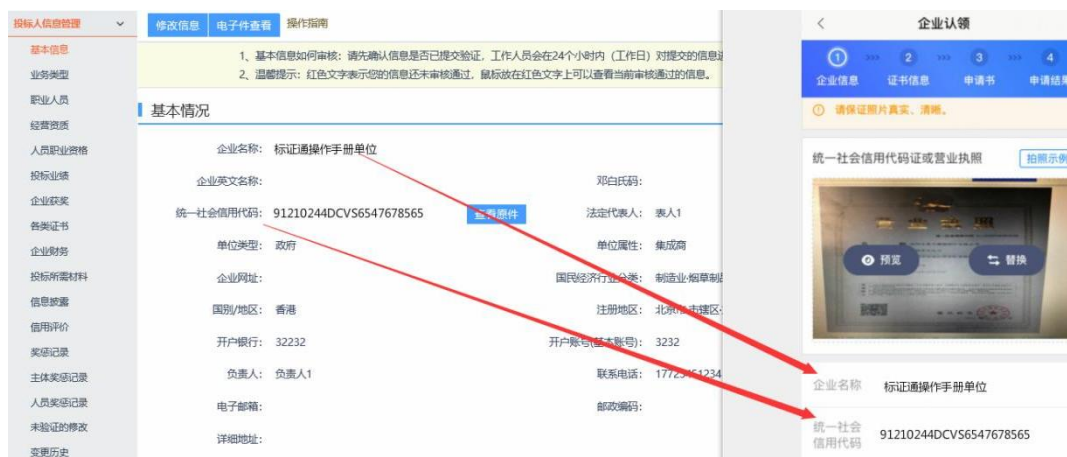 投标人信息管理
基本信息
业务类型
职业人员
经营资质
人员职业资格
投标业绩
企业获奖
各类证书
企业财务
投标所需材料
信息披露
信用评价
奖惩记录
主体奖惩记录
人员奖惩记录
未验证的修改
变更历史
修改信息 电子件查看 操作指南
1、基本信息如何审核：请先确认信息是否已提交验证，工作人员会在24个小时内（工作日）对提交的信息进
2、温馨提示：红色文字表示您的信息还未审核通过，鼠标放在红色文字上可以查看当前审核通过的信息。
基本情况
企业名称： 标证通操作手册单位
企业英文名称： 邓白氏码：
统一社会信用代码： 91210244DCVS6547678565 查看原件 法定代表人： 表人1
单位类型： 政府 单位属性： 集成商
企业网址： 国民经济行业分类： 制造业·烟草制品
国别/地区： 香港 注册地区：
开户银行： 32232 开户账号(基本账号)： 3232
负责人： 负责人1 联系电话：
电子邮箱： 邮政编码：
详细地址：
企业认领
1 2 3 4
企业信息 证书信息 申请书 申请结果
请保证照片真实、清晰。
统一社会信用代码证或营业执照 拍照示例
营业执照
预览 替换
企业名称 标证通操作手册单位
统一社会
信用代码 91210244DCVS6547678565